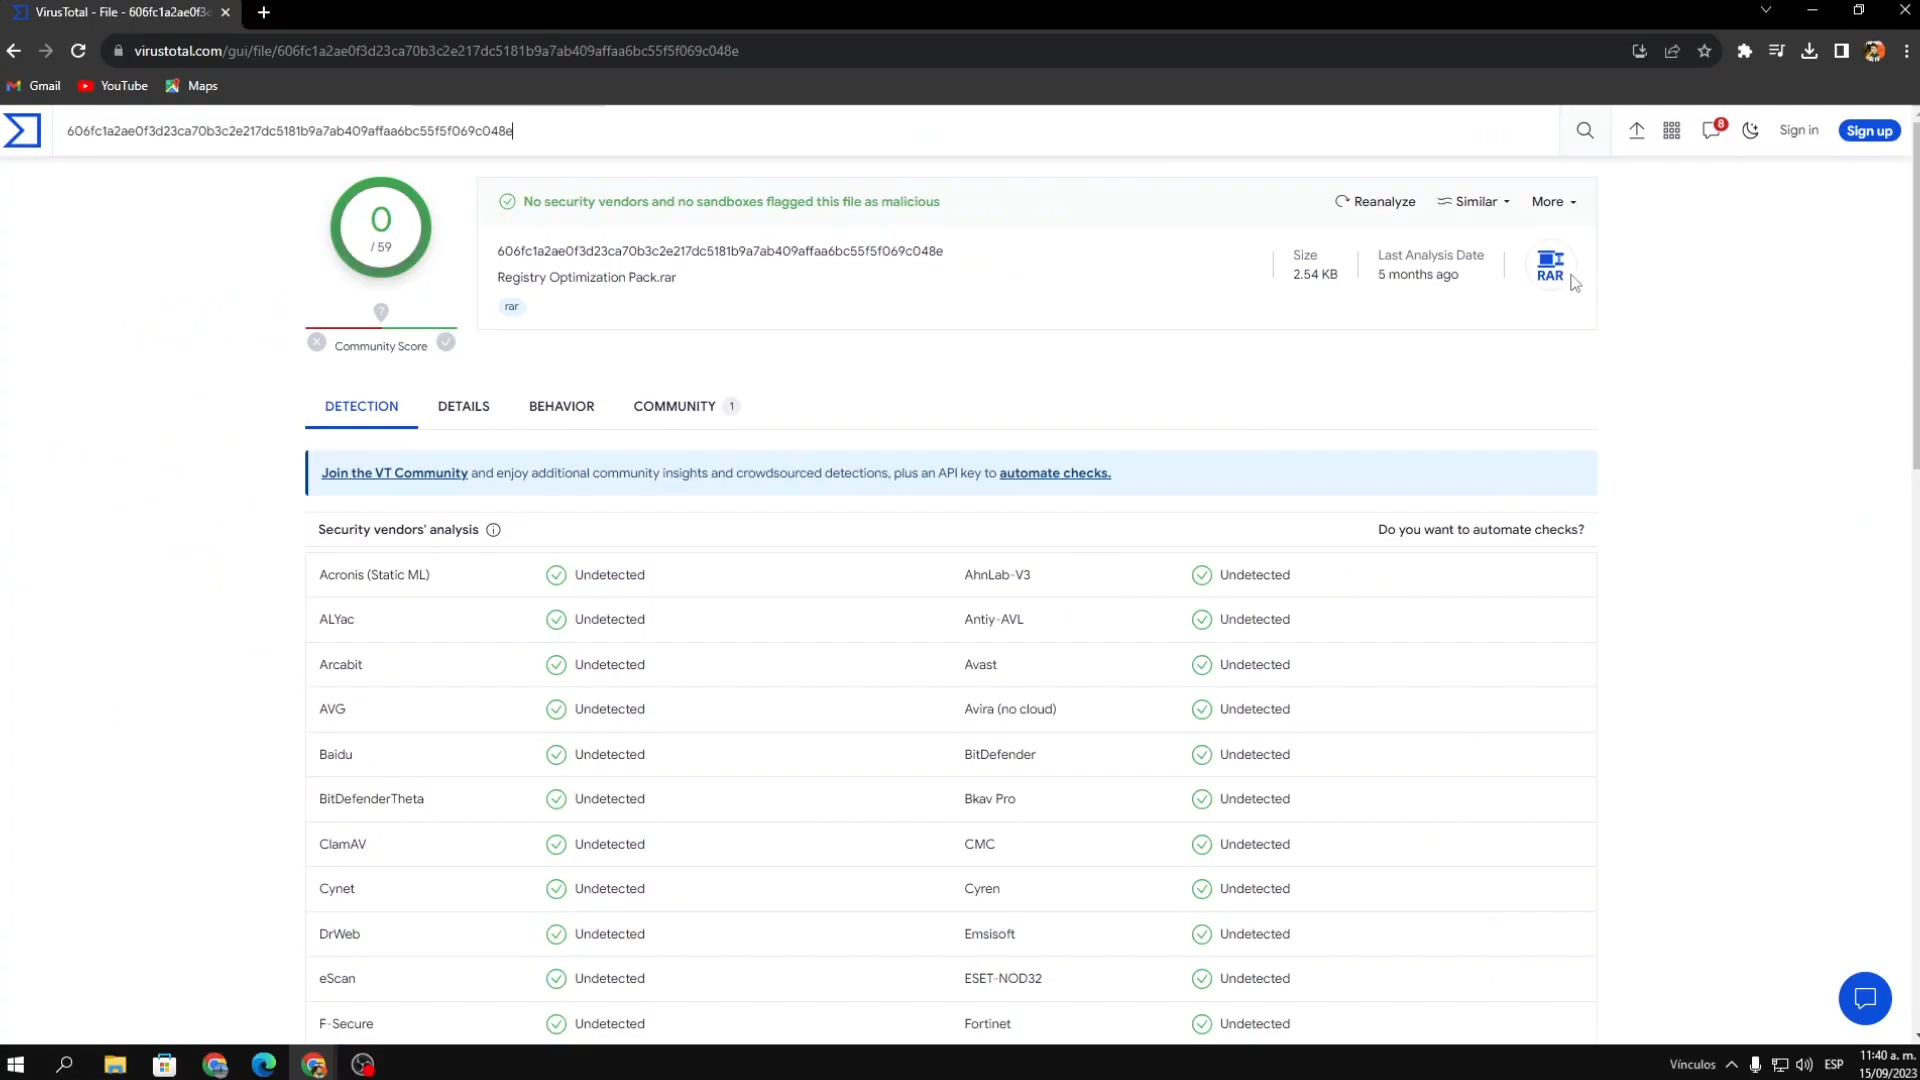 VirusTotal - File - 606fc1a2ae0f3
virustotal.com/gui/file/606fc1a2ae0f3d23ca70b3c2e217dc5181b9a7ab409affaa6bc55f5f069c048e
Gmail YouTube Maps
606fc1a2ae0f3d23ca70b3c2e217dc5181b9a7ab409affaa6bc55f5f069c048e
8 Sign in Sign up
0
/ 59
No security vendors and no sandboxes flagged this file as malicious
Reanalyze Similar More
606fc1a2ae0f3d23ca70b3c2e217dc5181b9a7ab409affaa6bc55f5f069c048e
Registry Optimization Pack.rar
rar
Size
2.54 KB
Last Analysis Date
5 months ago
RAR
? 
Community Score
DETECTION DETAILS BEHAVIOR COMMUNITY 1
Join the VT Community and enjoy additional community insights and crowdsourced detections, plus an API key to automate checks.
Security vendors' analysis Do you want to automate checks?
Acronis (Static ML) Undetected AhnLab-V3 Undetected
ALYac Undetected Antiy-AVL Undetected
Arcabit Undetected Avast Undetected
AVG Undetected Avira (no cloud) Undetected
Baidu Undetected BitDefender Undetected
BitDefenderTheta Undetected Bkav Pro Undetected
ClamAV Undetected CMC Undetected
Cynet Undetected Cyren Undetected
DrWeb Undetected Emsisoft Undetected
eScan Undetected ESET-NOD32 Undetected
F-Secure Undetected Fortinet Undetected
Vínculos ESP 11:40 a. m.
15/09/2023